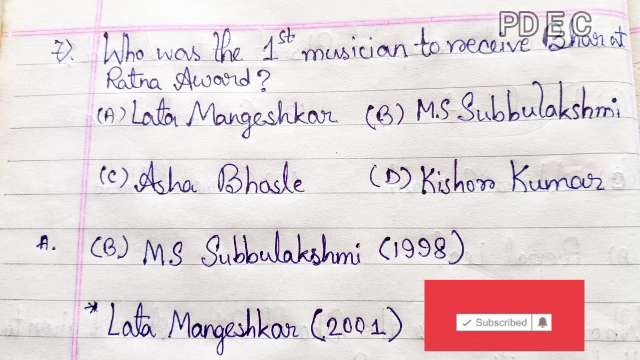 PDEC
7). Who was the 1st musician to receive Bharat
Ratna Award?
(A) Lata Mangeshkar (B) M.S Subbulakshmi
(C) Asha Bhosle (D) Kishore Kumar
A. (B) M.S Subbulakshmi (1998)
* Lata Mangeshkar (2001)
Subscribed